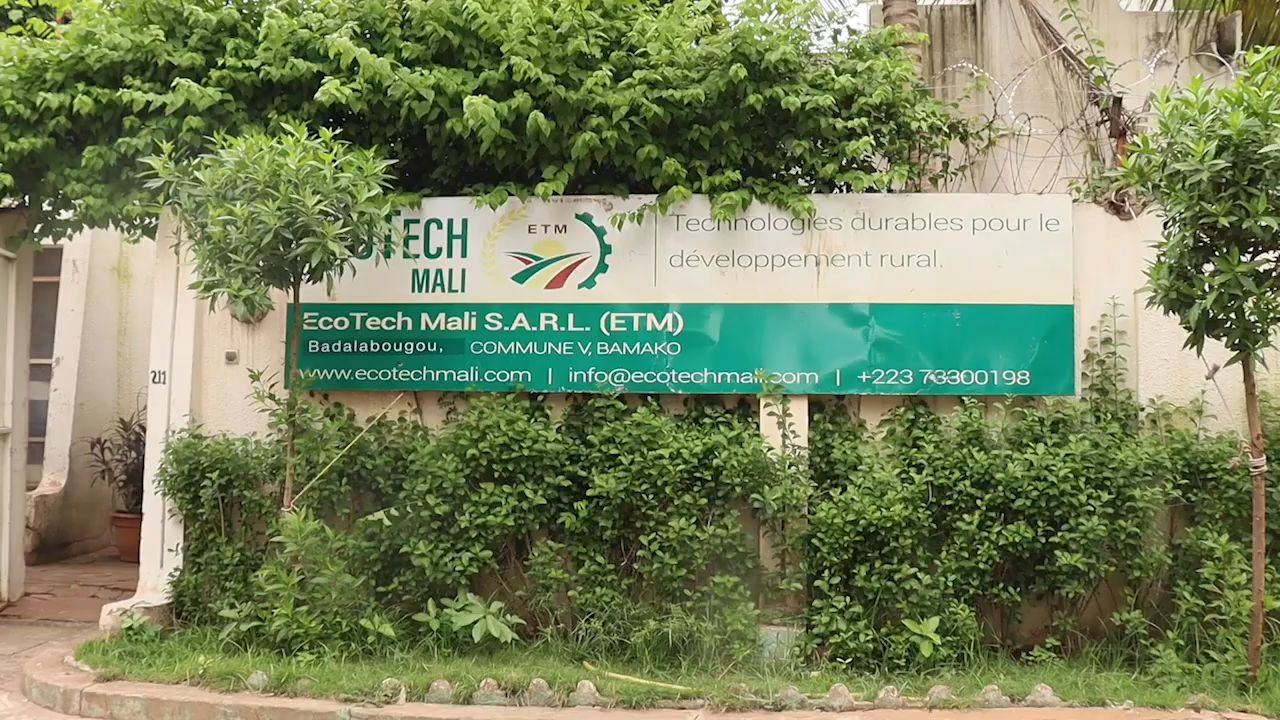 TECH
MALI
ETM
Technologies durables pour le
développement rural.
EcoTech Mali S.A.R.L. (ETM)
Badalabougou, COMMUNE V, BAMAKO
www.ecotechmali.com | info@ecotechmali.com | +223 73300198
211